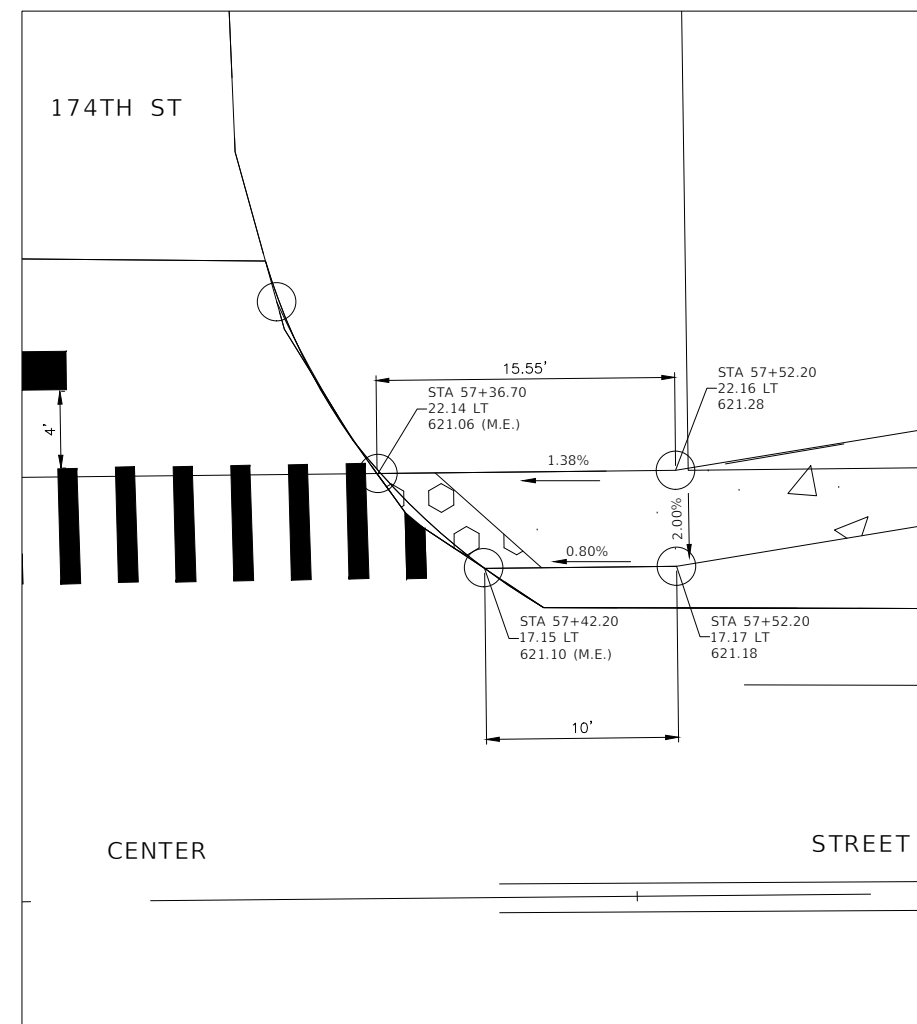 174TH ST
15.55'
STA 57+52.20
22.16 LT
621.28
STA 57+36.70
22.14 LT
621.06 (M.E.)
4'
1.38%
2.00%
0.80%
STA 57+42.20
17.15 LT
621.10 (M.E.)
STA 57+52.20
17.17 LT
621.18
10'
CENTER STREET